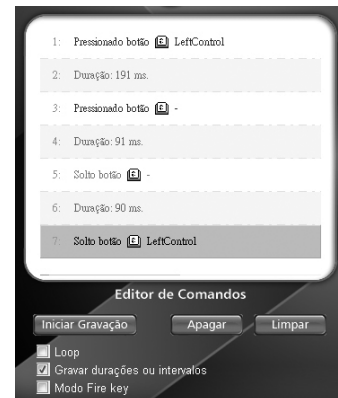 1: Pressionado botão LeftControl
2: Duração: 191 ms.
3: Pressionado botão -
4: Duração: 91 ms.
5: Solto botão -
6: Duração: 90 ms.
7: Solto botão LeftControl
Editor de Comandos
Iniciar Gravação Apagar Limpar
Loop
Gravar durações ou intervalos
Modo Fire key